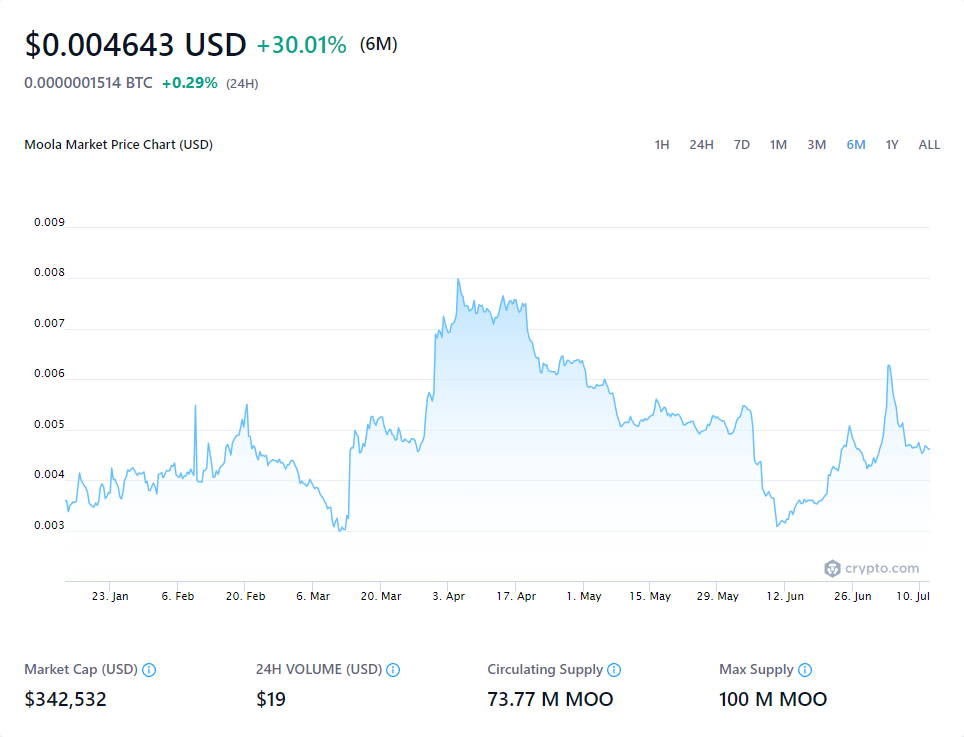 $0.004643 USD +30.01% (6M)
0.0000001514 BTC +0.29% (24H)
Moola Market Price Chart (USD) 1H 24H 7D 1M 3M 6M 1Y ALL
0.009
0.008
0.007
0.006
0.005
0.004
0.003
crypto.com
23. Jan 6. Feb 20. Feb 6. Mar 20. Mar 3. Apr 17. Apr 1. May 15. May 29. May 12. Jun 26. Jun 10. Jul
Market Cap (USD) 24H VOLUME (USD) Circulating Supply Max Supply
$342,532 $19 73.77 M MOO 100 M MOO